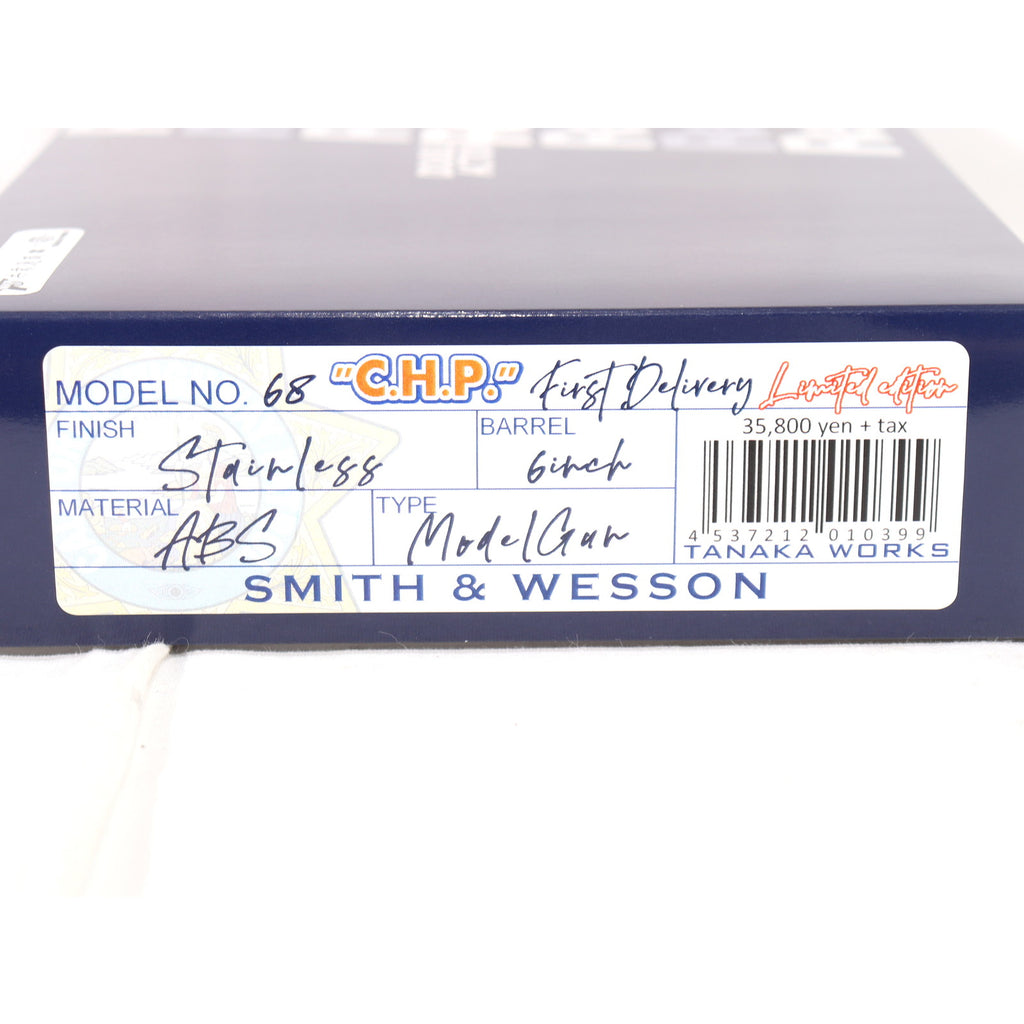 MODEL NO. 68 "C.H.P." First Delivery Limited edition
FINISH Stainless
BARREL 6inch
35,800 yen + tax
MATERIAL ABS
TYPE ModelGun
4 537212 010399
TANAKA WORKS
SMITH & WESSON